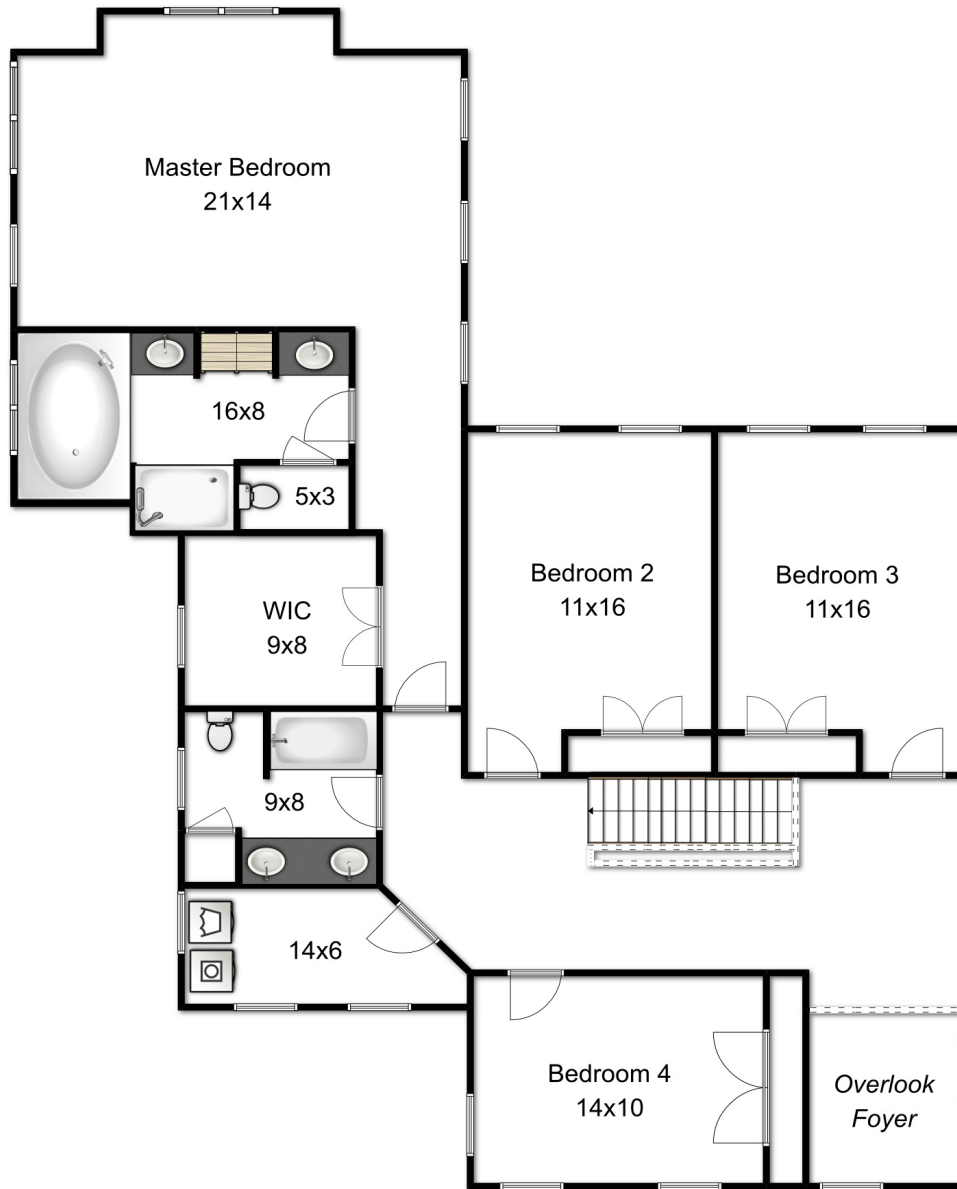 Master Bedroom
21x14
16x8
5x3
Bedroom 2
11x16
Bedroom 3
11x16
WIC
9x8
9x8
14x6
Bedroom 4
14x10
Overlook
Foyer